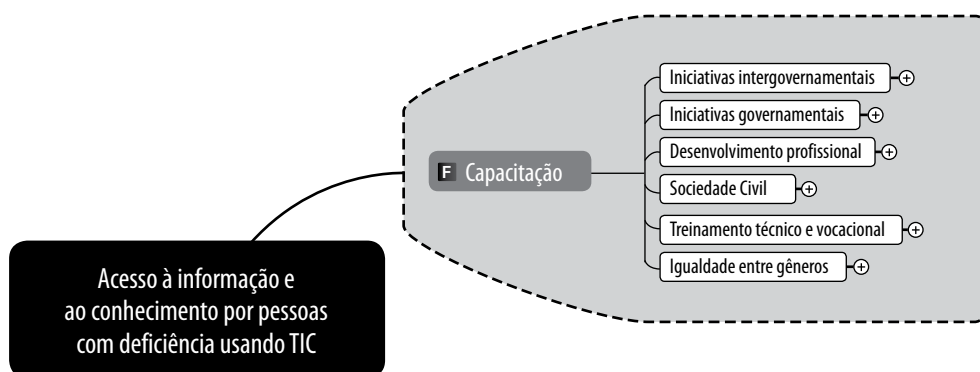 Iniciativas intergovernamentais
Iniciativas governamentais
Desenvolvimento profissional
F Capacitação
Sociedade Civil
Treinamento técnico e vocacional
Igualdade entre gêneros
Acesso à informação e
ao conhecimento por pessoas
com deficiência usando TIC